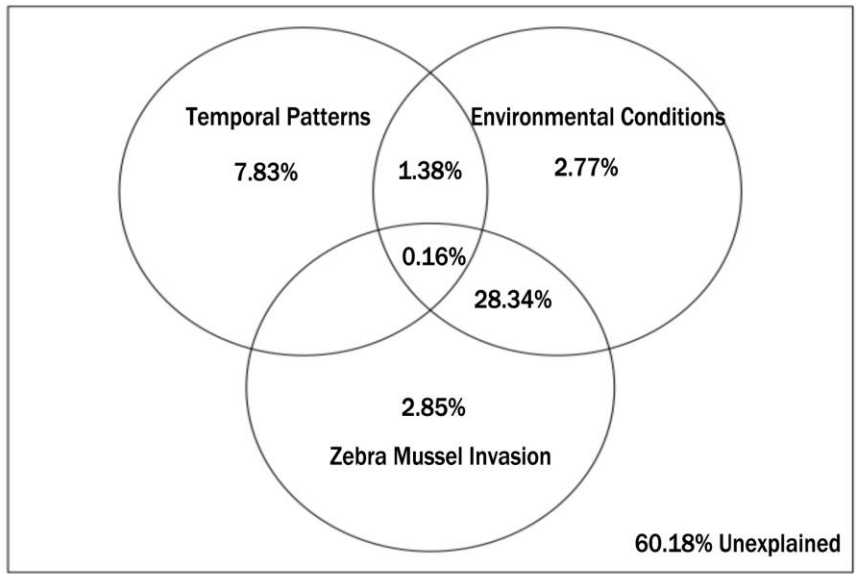 Temporal Patterns
Environmental Conditions
7.83%
1.38%
2.77%
0.16%
28.34%
2.85%
Zebra Mussel Invasion
60.18% Unexplained